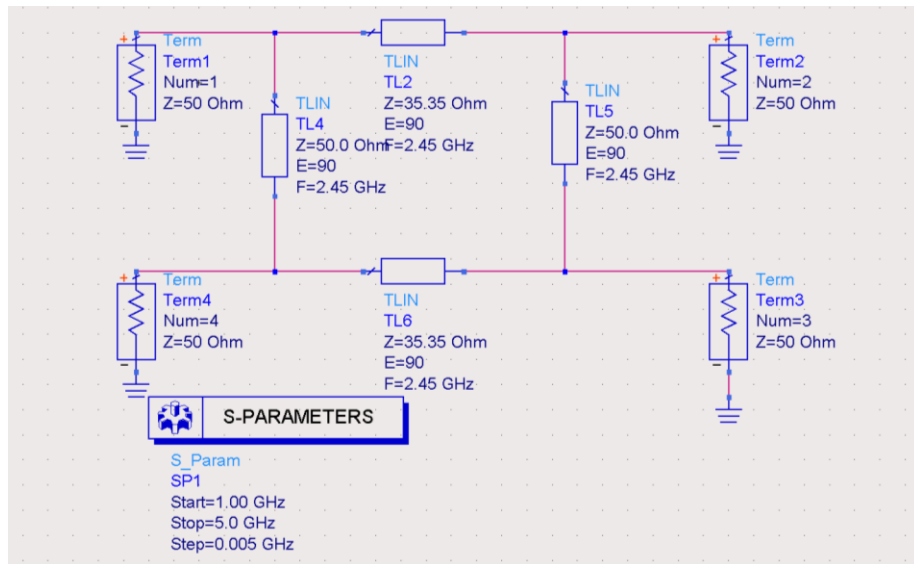 Term
Term1
Num=1
Z=50 Ohm
TLIN
TL2
Z=35.35 Ohm
E=90
F=2.45 GHz
Term
Term2
Num=2
Z=50 Ohm
TLIN
TL4
Z=50.0 Ohm
E=90
F=2.45 GHz
TLIN
TL5
Z=50.0 Ohm
E=90
F=2.45 GHz
Term
Term4
Num=4
Z=50 Ohm
TLIN
TL6
Z=35.35 Ohm
E=90
F=2.45 GHz
Term
Term3
Num=3
Z=50 Ohm
S-PARAMETERS
S_Param
SP1
Start=1.00 GHz
Stop=5.0 GHz
Step=0.005 GHz